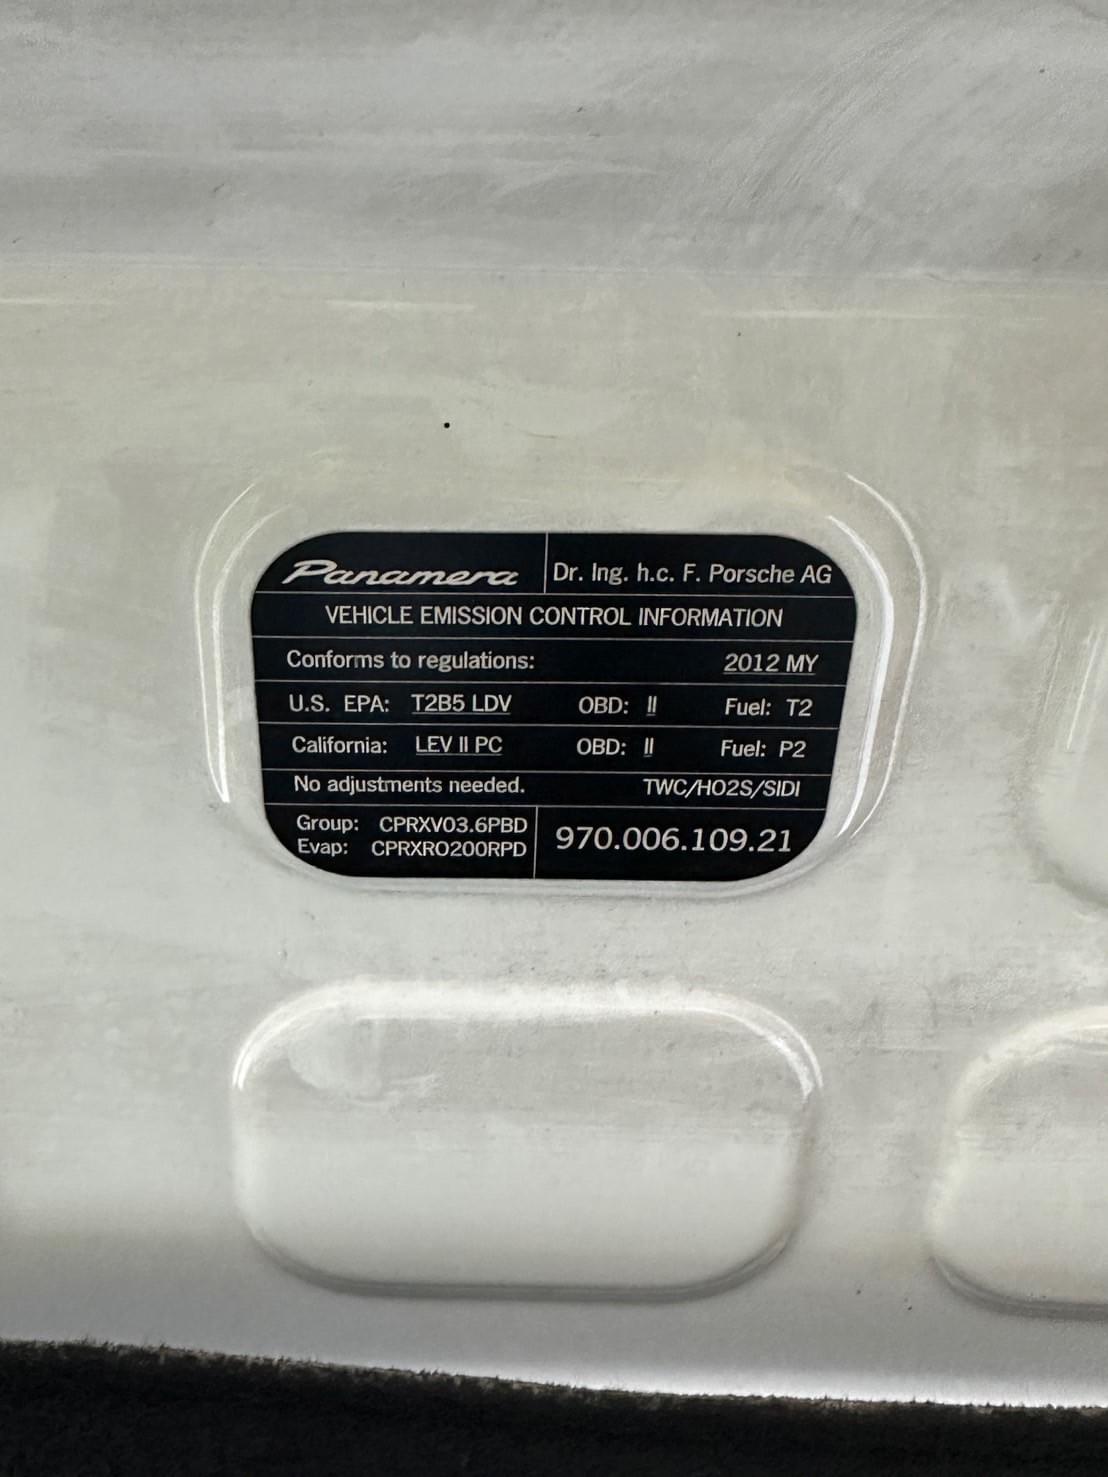 Panamera Dr. Ing. h.c. F. Porsche AG
VEHICLE EMISSION CONTROL INFORMATION
Conforms to regulations: 2012 MY
U.S. EPA: T2B5 LDV OBD: II Fuel: T2
California: LEV II PC OBD: II Fuel: P2
No adjustments needed. TWC/HO2S/SIDI
Group: CPRXV03.6PBD
Evap: CPRXR0200RPD
970.006.109.21